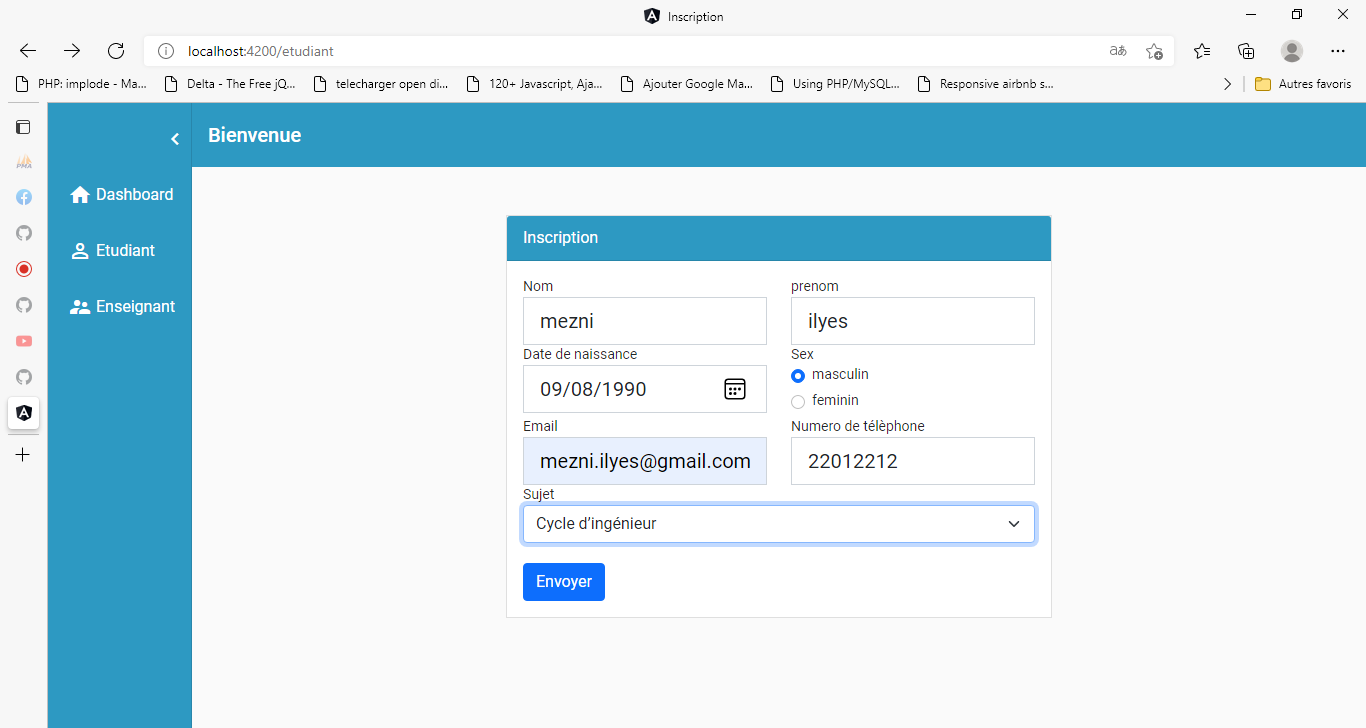 Inscription
localhost:4200/etudiant
PHP: implode - Ma...
Delta - The Free jQ...
telecharger open di...
120+ Javascript, Aja...
Ajouter Google Ma...
Using PHP/MySQL...
Responsive airbnb s...
Autres favoris
PMA
Bienvenue
Dashboard
Etudiant
Enseignant
Inscription
Nom
prenom
mezni
ilyes
Date de naissance
Sex
09/08/1990
masculin
feminin
Email
Numero de télèphone
mezni.ilyes@gmail.com
22012212
Sujet
Cycle d'ingénieur
Envoyer